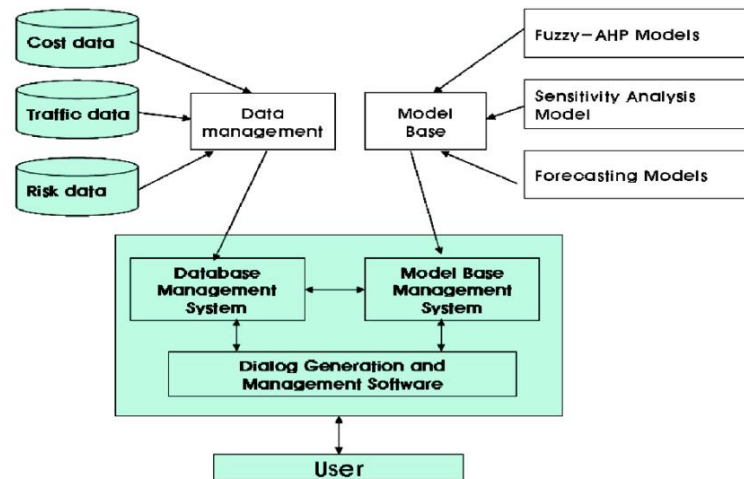 Cost data
Traffic data
Risk data
Data
management
Model
Base
Fuzzy-AHP Models
Sensitivity Analysis
Model
Forecasting Models
Database
Management
System
Model Base
Management
System
Dialog Generation and
Management Software
User